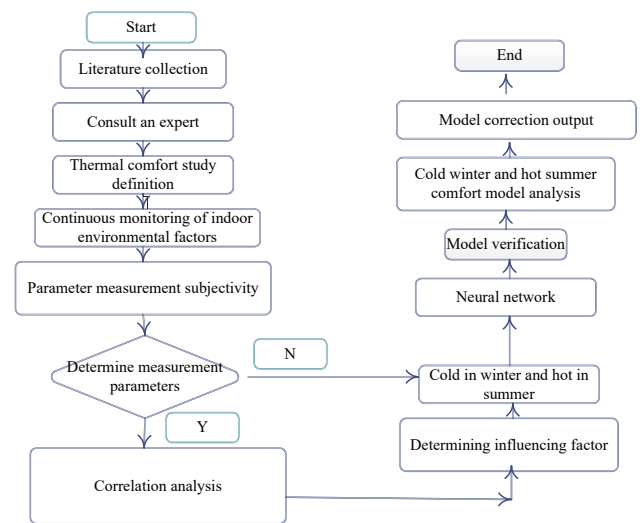 Start
Literature collection
Consult an expert
Thermal comfort study
definition
Continuous monitoring of indoor
environmental factors
Parameter measurement subjectivity
Determine measurement
parameters
N
Y
Correlation analysis
End
Model correction output
Cold winter and hot summer
comfort model analysis
Model verification
Neural network
Cold in winter and hot in
summer
Determining influencing factor